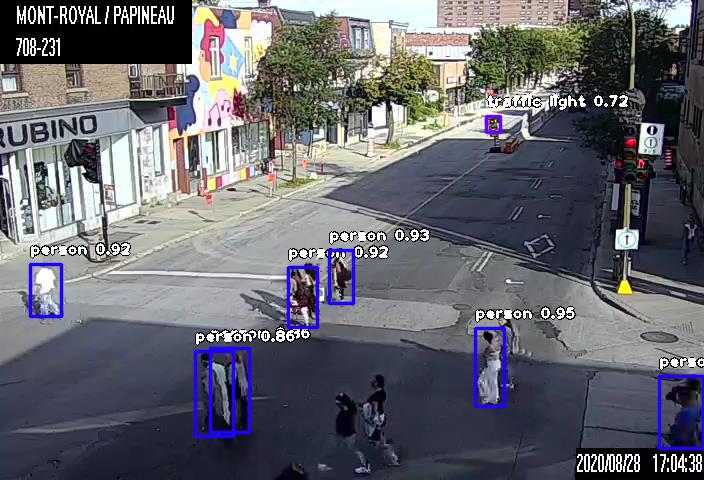 MONT-ROYAL / PAPINEAU
708-231
RUBINO
traffic light 0.72
person 0.92
person 0.93
0.92
person 0.95
person 0.86
perso
2020/08/28 17:04:38